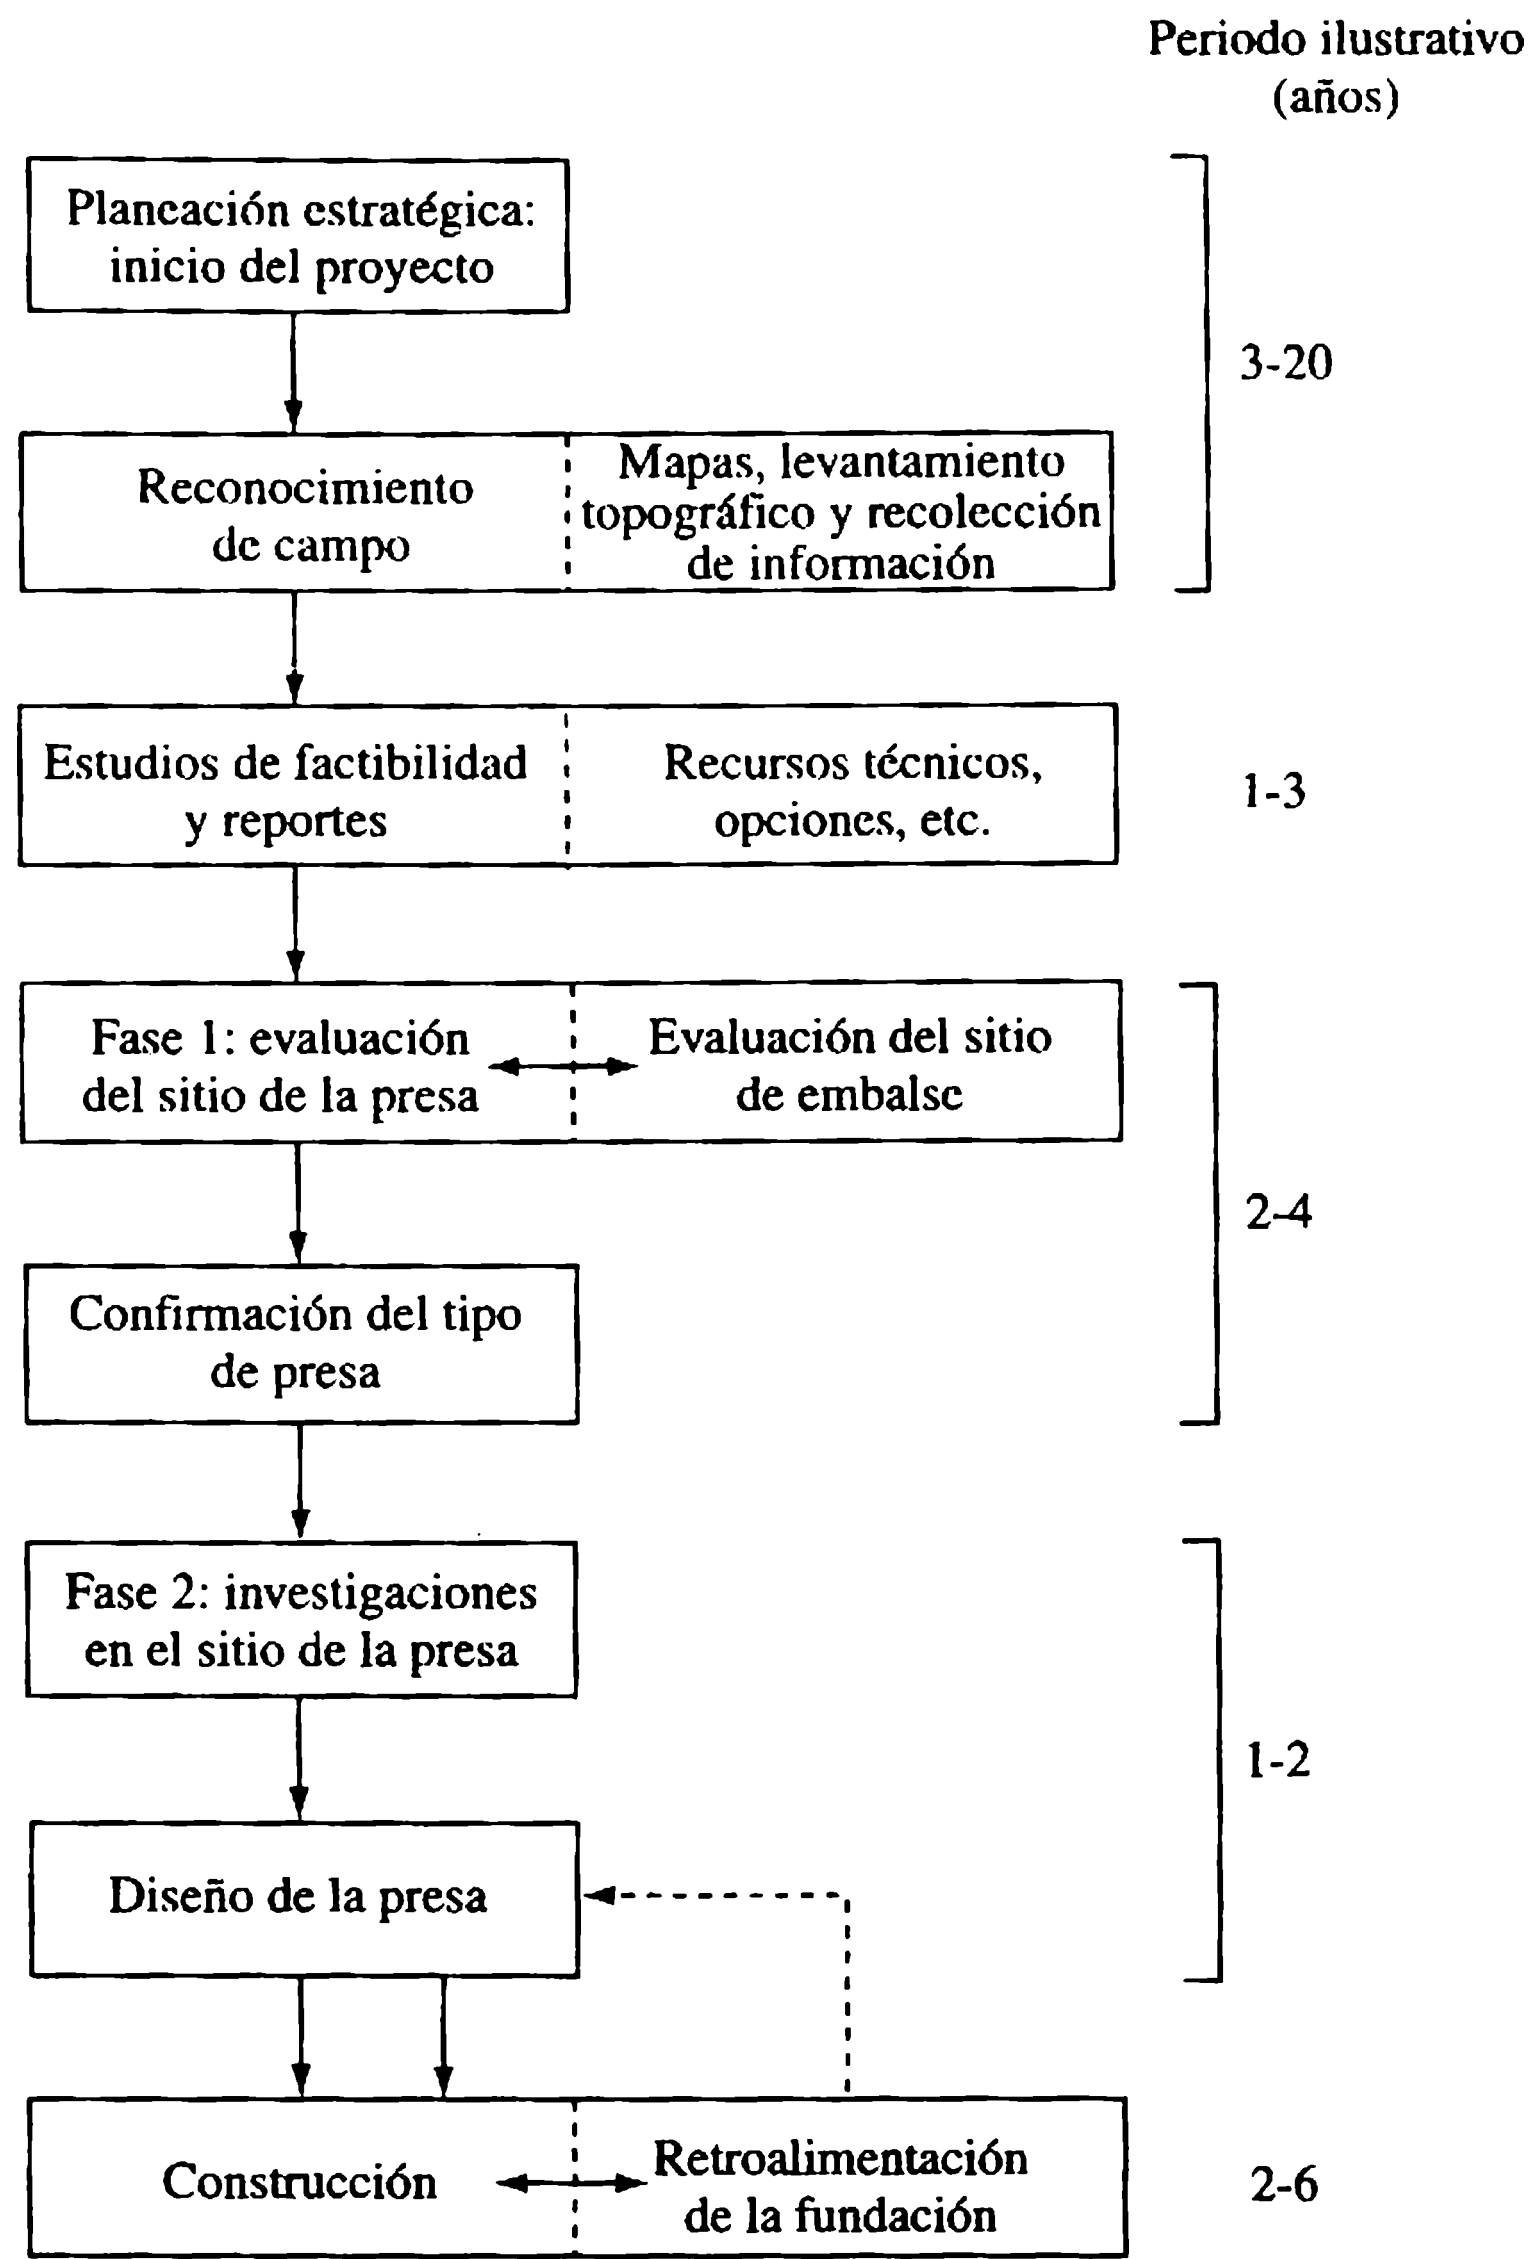 Periodo ilustrativo
(años)
Planeación estratégica:
inicio del proyecto
3-20
Reconocimiento
de campo
Mapas, levantamiento
topográfico y recolección
de información
Estudios de factibilidad
y reportes
Recursos técnicos,
opciones, etc.
1-3
Fase 1: evaluación
del sitio de la presa
Evaluación del sitio
de embalse
2-4
Confirmación del tipo
de presa
Fase 2: investigaciones
en el sitio de la presa
1-2
Diseño de la presa
Construcción
Retroalimentación
de la fundación
2-6